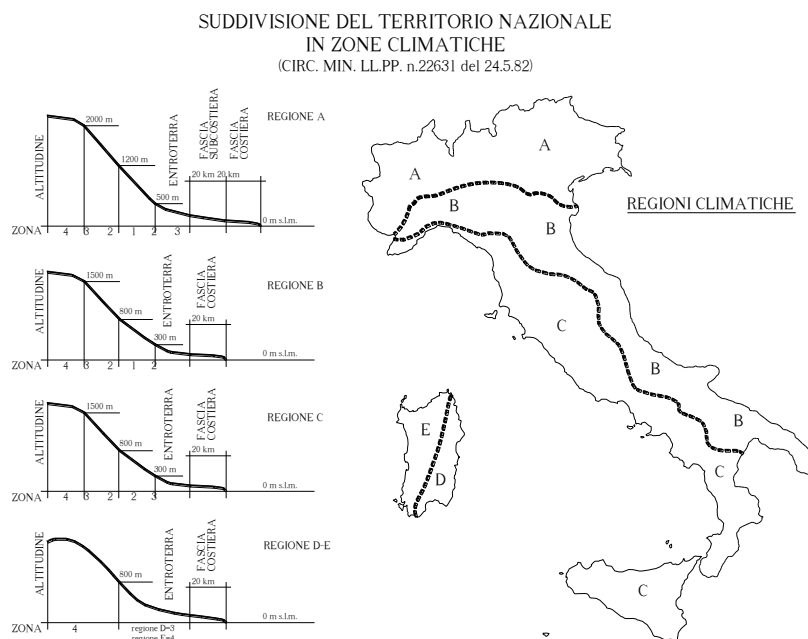 SUDDIVISIONE DEL TERRITORIO NAZIONALE
IN ZONE CLIMATICHE
(CIRC. MIN. LL.PP. n.22631 del 24.5.82)
ALTITUDINE
2000 m
1200 m
500 m
ENTROTERRA
FASCIA
SUBCOSTIERA
FASCIA
COSTIERA
20 km 20 km
REGIONE A
0 m s.l.m.
ZONA 4 3 2 1 2 3
ALTITUDINE
1500 m
800 m
300 m
ENTROTERRA
FASCIA
COSTIERA
20 km
REGIONE B
0 m s.l.m.
ZONA 4 3 2 1 2
ALTITUDINE
1500 m
800 m
300 m
ENTROTERRA
FASCIA
COSTIERA
20 km
REGIONE C
0 m s.l.m.
ZONA 4 3 2 2 3
ALTITUDINE
800 m
ENTROTERRA
FASCIA
COSTIERA
20 km
REGIONE D-E
0 m s.l.m.
ZONA 4
regione D=3
regione E=4
REGIONI CLIMATICHE
A
A
B
B
C
B
B
E
D
C
C